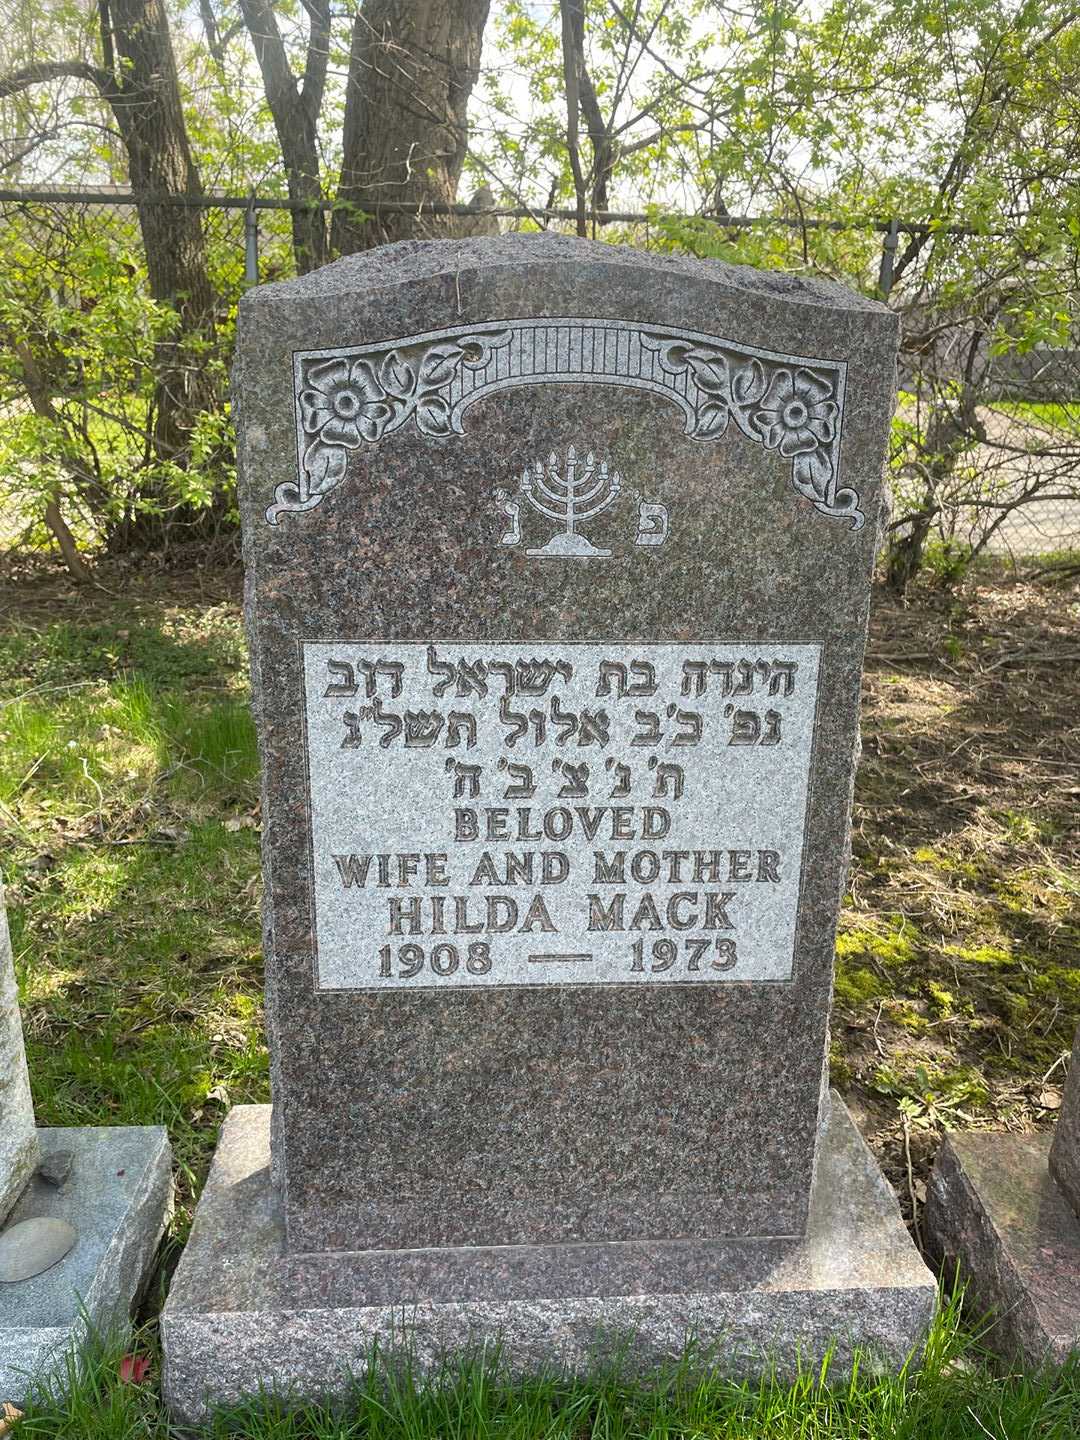 פ' נ'
הינדה בת ישראל דוב
נפ' כ'ב אלול תשל"ג
ת' נ' צ' ב' ה'
BELOVED
WIFE AND MOTHER
HILDA MACK
1908 — 1973